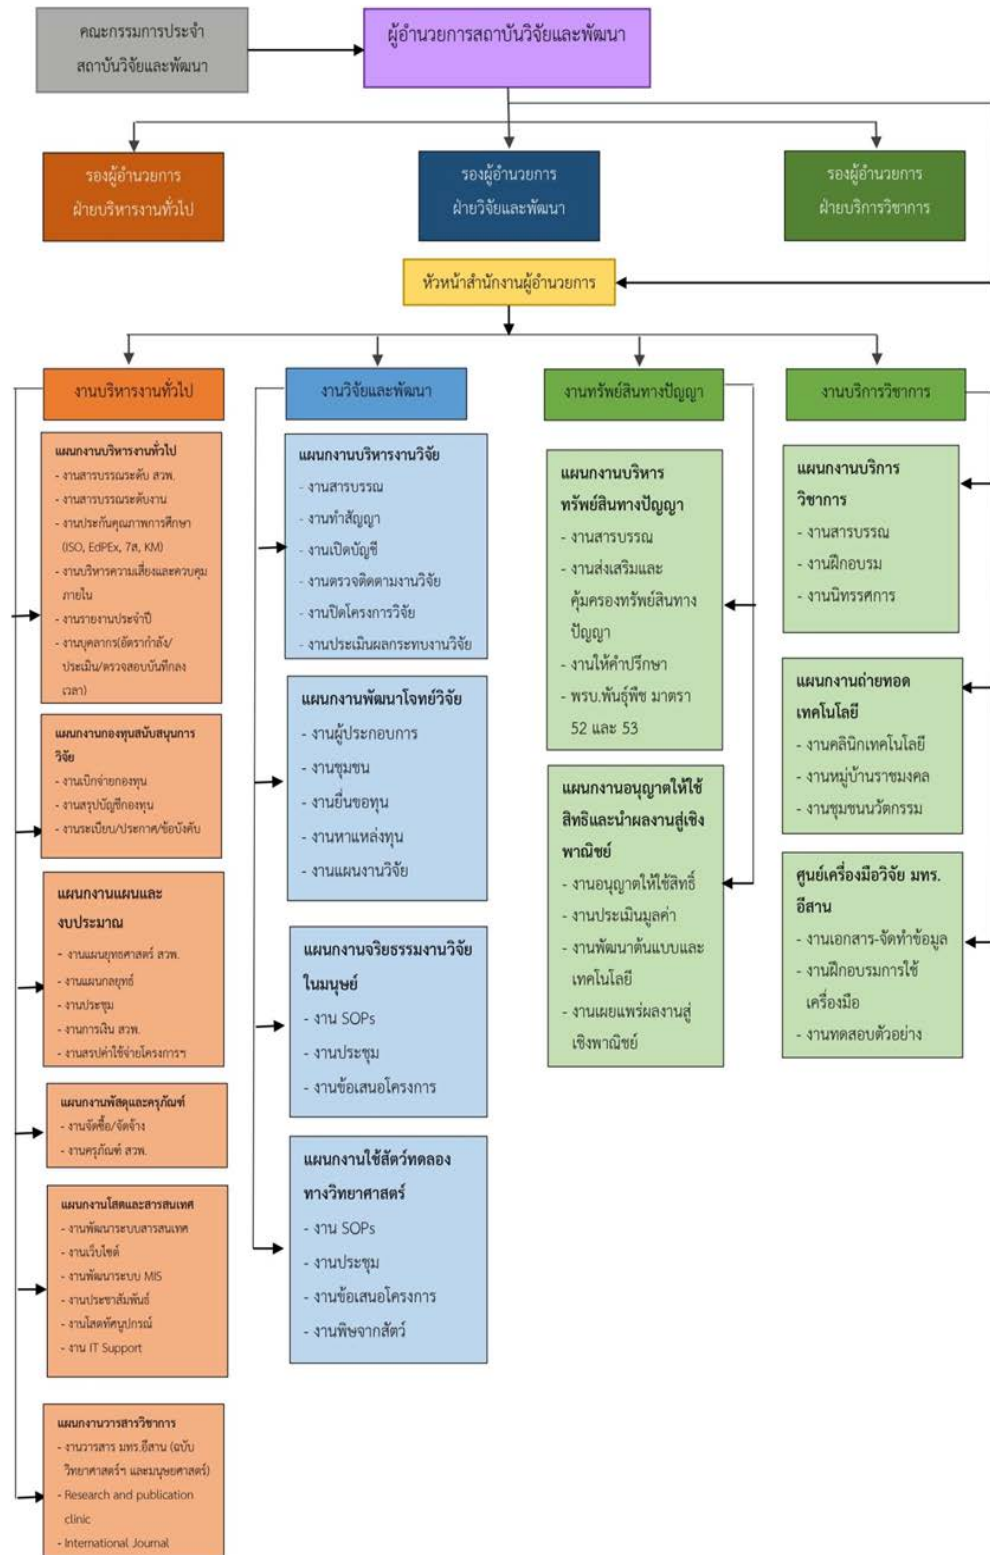 คณะกรรมการประจำ
สถาบันวิจัยและพัฒนา
ผู้อำนวยการสถาบันวิจัยและพัฒนา
รองผู้อำนวยการ
ฝ่ายบริหารงานทั่วไป
รองผู้อำนวยการ
ฝ่ายวิจัยและพัฒนา
รองผู้อำนวยการ
ฝ่ายบริการวิชาการ
หัวหน้าสำนักงานผู้อำนวยการ
งานบริหารงานทั่วไป
แผนกงานบริหารงานทั่วไป
- งานสารบรรณระดับ สวพ.
- งานสารบรรณระดับงาน
- งานประกันคุณภาพการศึกษา
(ISO, EdPEx, 7ส, KM)
- งานบริหารความเสี่ยงและควบคุม
ภายใน
- งานรายงานประจำปี
- งานบุคลากร(อัตรากำลัง/
ประเมิน/ตรวจสอบบันทึกลง
เวลา)
แผนกงานกองทุนสนับสนุนการ
วิจัย
- งานเบิกจ่ายกองทุน
- งานสรุปบัญชีกองทุน
- งานระเบียบ/ประกาศ/ข้อบังคับ
แผนกงานแผนและ
งบประมาณ
- งานแผนยุทธศาสตร์ สวพ.
- งานแผนกลยุทธ์
- งานประชุม
- งานการเงิน สวพ.
- งานสรุปค่าใช้จ่ายโครงการฯ
แผนกงานพัสดุและครุภัณฑ์
- งานจัดซื้อ/จัดจ้าง
- งานครุภัณฑ์ สวพ.
แผนกงานโสตและสารสนเทศ
- งานพัฒนาระบบสารสนเทศ
- งานเว็บไซต์
- งานพัฒนาระบบ MIS
- งานประชาสัมพันธ์
- งานโสตทัศนูปกรณ์
- งาน IT Support
แผนกงานวารสารวิชาการ
- งานวารสาร มทร.อีสาน (ฉบับ
วิทยาศาสตร์ฯ และมนุษยศาสตร์)
- Research and publication
clinic
- International Journal
งานวิจัยและพัฒนา
แผนกงานบริหารงานวิจัย
- งานสารบรรณ
- งานทำสัญญา
- งานเปิดบัญชี
- งานตรวจติดตามงานวิจัย
- งานปิดโครงการวิจัย
- งานประเมินผลกระทบงานวิจัย
แผนกงานพัฒนาโจทย์วิจัย
- งานผู้ประกอบการ
- งานชุมชน
- งานยื่นขอทุน
- งานหาแหล่งทุน
- งานแผนงานวิจัย
แผนกงานจริยธรรมงานวิจัย
ในมนุษย์
- งาน SOPs
- งานประชุม
- งานข้อเสนอโครงการ
แผนกงานใช้สัตว์ทดลอง
ทางวิทยาศาสตร์
- งาน SOPs
- งานประชุม
- งานข้อเสนอโครงการ
- งานพิษจากสัตว์
งานทรัพย์สินทางปัญญา
แผนกงานบริหาร
ทรัพย์สินทางปัญญา
- งานสารบรรณ
- งานส่งเสริมและ
คุ้มครองทรัพย์สินทาง
ปัญญา
- งานให้คำปรึกษา
- พรบ.พันธุ์พืช มาตรา
52 และ 53
แผนกงานอนุญาตให้ใช้
สิทธิและนำผลงานสู่เชิง
พาณิชย์
- งานอนุญาตให้ใช้สิทธิ์
- งานประเมินมูลค่า
- งานพัฒนาต้นแบบและ
เทคโนโลยี
- งานเผยแพร่ผลงานสู่
เชิงพาณิชย์
งานบริการวิชาการ
แผนกงานบริการ
วิชาการ
- งานสารบรรณ
- งานฝึกอบรม
- งานนิทรรศการ
แผนกงานถ่ายทอด
เทคโนโลยี
- งานคลินิกเทคโนโลยี
- งานหมู่บ้านราชมงคล
- งานชุมชนนวัตกรรม
ศูนย์เครื่องมือวิจัย มทร.
อีสาน
- งานเอกสาร-จัดทำข้อมูล
- งานฝึกอบรมการใช้
เครื่องมือ
- งานทดสอบตัวอย่าง